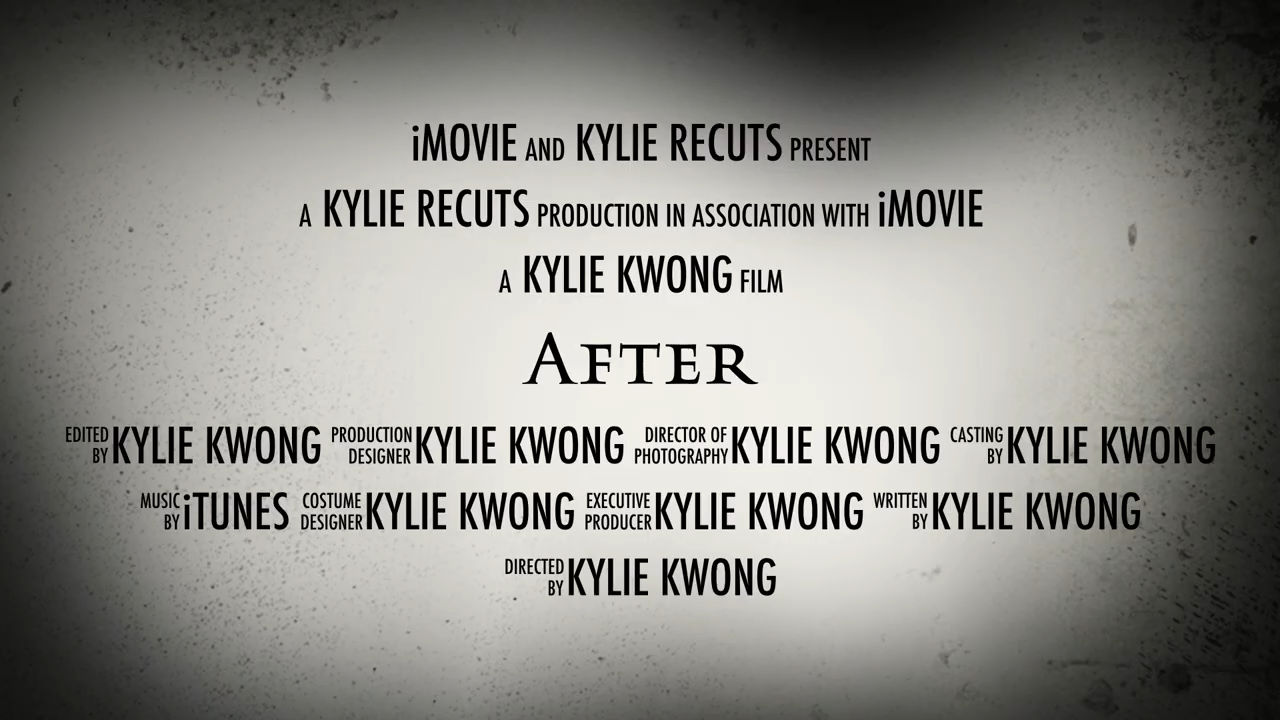 iMOVIE AND KYLIE RECUTS PRESENT
A KYLIE RECUTS PRODUCTION IN ASSOCIATION WITH iMOVIE
A KYLIE KWONG FILM
AFTER
EDITED BY KYLIE KWONG PRODUCTION DESIGNER KYLIE KWONG DIRECTOR OF PHOTOGRAPHY KYLIE KWONG CASTING BY KYLIE KWONG
MUSIC BY iTUNES COSTUME DESIGNER KYLIE KWONG EXECUTIVE PRODUCER KYLIE KWONG WRITTEN BY KYLIE KWONG
DIRECTED BY KYLIE KWONG